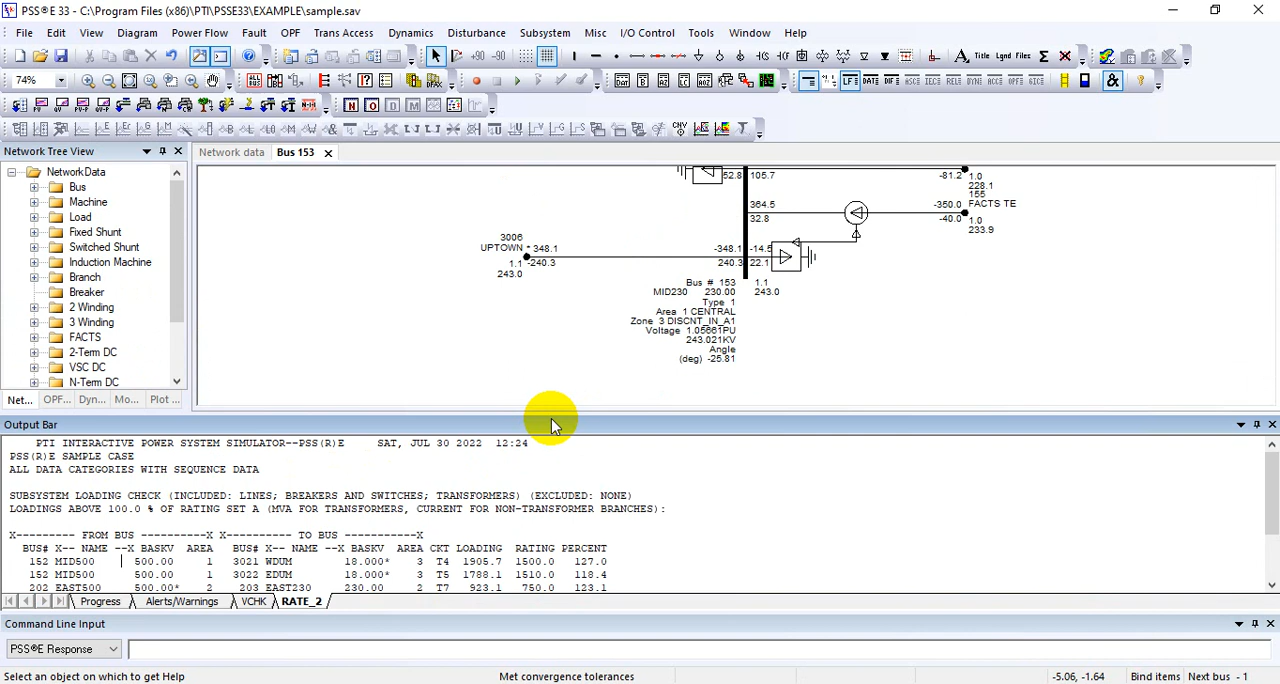 PSS®E 33 - C:\Program Files (x86)\PTI\PSSE33\EXAMPLE\sample.sav
File Edit View Diagram Power Flow Fault OPF Trans Access Dynamics Disturbance Subsystem Misc I/O Control Tools Window Help
74%
Network Tree View
Network data Bus 153
NetworkData
Bus
Machine
Load
Fixed Shunt
Switched Shunt
Induction Machine
Branch
Breaker
2 Winding
3 Winding
FACTS
2-Term DC
VSC DC
N-Term DC
Net... OPF... Dyn... Mo... Plot ...
52.8 105.7 -81.2 1.0
228.1
155
364.5 -350.0 FACTS TE
32.8 -40.0 1.0
233.9
3006
UPTOWN * 348.1 -348.1 -14.5
1.1 -240.3 240.3 22.1
243.0
Bus # 153 1.1
MID230 230.00 243.0
Type 1
Area 1 CENTRAL
Zone 3 DISCNT_IN_A1
Voltage 1.05661PU
243.021KV
Angle
(deg) -25.81
Output Bar
PTI INTERACTIVE POWER SYSTEM SIMULATOR--PSS(R)E SAT, JUL 30 2022 12:24
PSS(R)E SAMPLE CASE
ALL DATA CATEGORIES WITH SEQUENCE DATA
SUBSYSTEM LOADING CHECK (INCLUDED: LINES; BREAKERS AND SWITCHES; TRANSFORMERS) (EXCLUDED: NONE)
LOADINGS ABOVE 100.0 % OF RATING SET A (MVA FOR TRANSFORMERS, CURRENT FOR NON-TRANSFORMER BRANCHES):
X--------- FROM BUS ----------X X---------- TO BUS -----------X
BUS# X-- NAME --X BASKV AREA BUS# X-- NAME --X BASKV AREA CKT LOADING RATING PERCENT
152 MID500 500.00 1 3021 WDUM 18.000* 3 T4 1905.7 1500.0 127.0
152 MID500 500.00 1 3022 EDUM 18.000* 3 T5 1788.1 1510.0 118.4
202 EAST500 500.00* 2 203 EAST230 230.00 2 T7 923.1 750.0 123.1
Progress Alerts/Warnings VCHK RATE_2
Command Line Input
PSS®E Response
Select an object on which to get Help Met convergence tolerances -5.06, -1.64 Bind items Next bus - 1